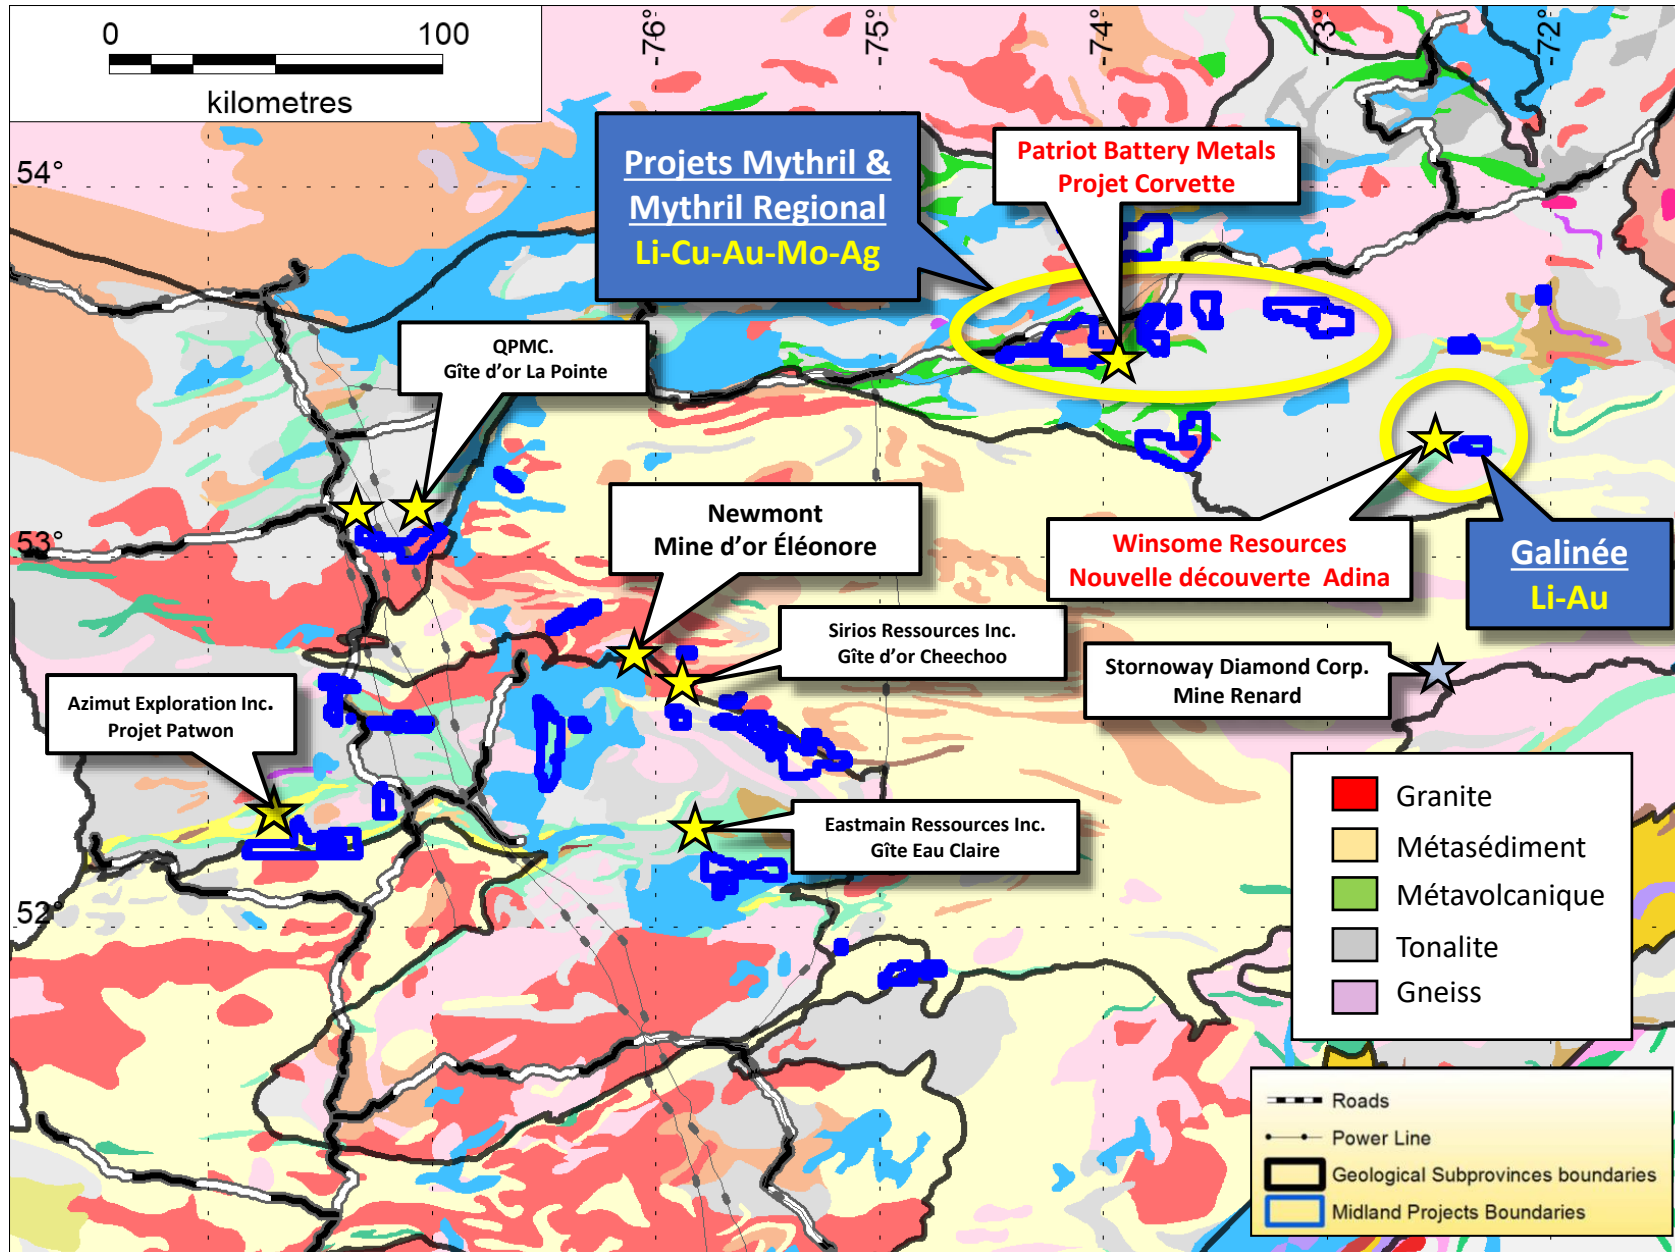 0 100
kilometres
-76°
-75°
-74°
-73°
-72°
54°
53°
52°
Projets Mythril &
Mythril Regional
Li-Cu-Au-Mo-Ag
Patriot Battery Metals
Projet Corvette
QPMC.
Gîte d’or La Pointe
Newmont
Mine d’or Éléonore
Winsome Resources
Nouvelle découverte Adina
Galinée
Li-Au
Sirios Ressources Inc.
Gîte d’or Cheechoo
Stornoway Diamond Corp.
Mine Renard
Azimut Exploration Inc.
Projet Patwon
Eastmain Ressources Inc.
Gîte Eau Claire
Granite
Métasédiment
Métavolcanique
Tonalite
Gneiss
Roads
Power Line
Geological Subprovinces boundaries
Midland Projects Boundaries